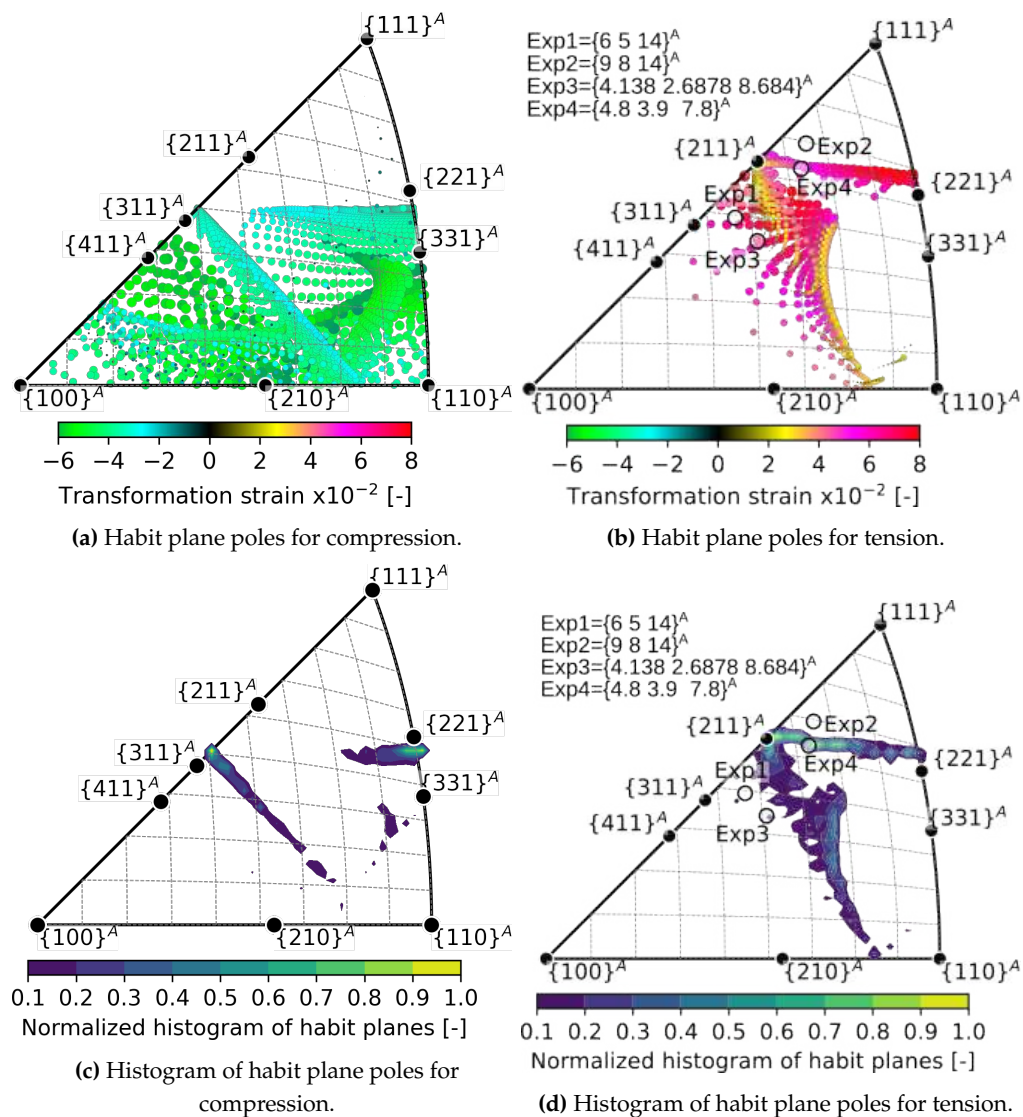 {111}^A
{211}^A
{221}^A
{311}^A
{331}^A
{411}^A
{100}^A
{210}^A
{110}^A
−6 −4 −2 0 2 4 6 8
Transformation strain x10^−2 [-]
(a) Habit plane poles for compression.
Exp1={6 5 14}^A
Exp2={9 8 14}^A
Exp3={4.138 2.6878 8.684}^A
Exp4={4.8 3.9 7.8}^A
{111}^A
{211}^A
Exp2
Exp4
{221}^A
Exp1
{311}^A
{411}^A
Exp3
{331}^A
{100}^A
{210}^A
{110}^A
−6 −4 −2 0 2 4 6 8
Transformation strain x10^−2 [-]
(b) Habit plane poles for tension.
{111}^A
{211}^A
{221}^A
{311}^A
{331}^A
{411}^A
{100}^A
{210}^A
{110}^A
0.1 0.2 0.3 0.4 0.5 0.6 0.7 0.8 0.9 1.0
Normalized histogram of habit planes [-]
(c) Histogram of habit plane poles for
compression.
Exp1={6 5 14}^A
Exp2={9 8 14}^A
Exp3={4.138 2.6878 8.684}^A
Exp4={4.8 3.9 7.8}^A
{111}^A
{211}^A
Exp2
Exp4
{221}^A
Exp1
{311}^A
{411}^A
Exp3
{331}^A
{100}^A
{210}^A
{110}^A
0.1 0.2 0.3 0.4 0.5 0.6 0.7 0.8 0.9 1.0
Normalized histogram of habit planes [-]
(d) Histogram of habit plane poles for tension.